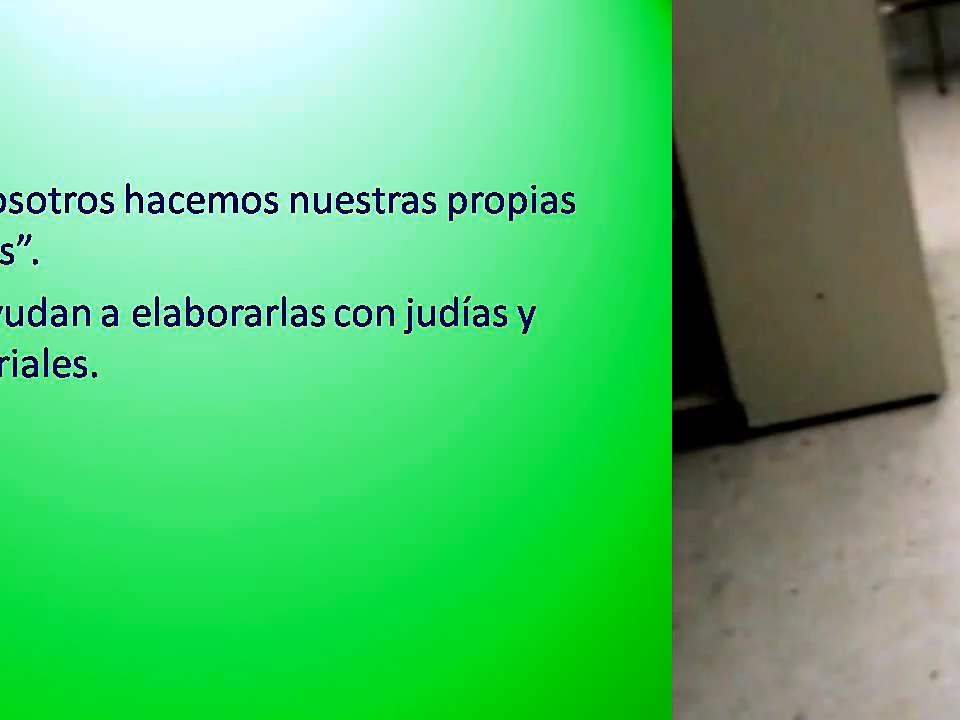 osotros hacemos nuestras propias
s”.
yudan a elaborarlas con judías y
riales.